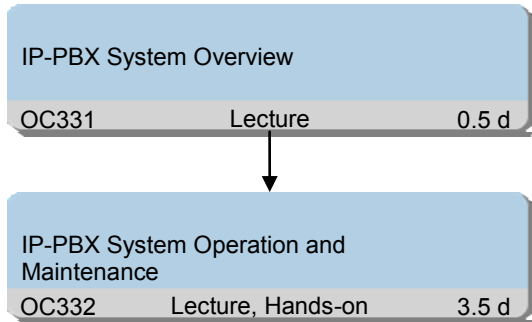 IP-PBX System Overview
OC331 Lecture 0.5 d
IP-PBX System Operation and
Maintenance
OC332 Lecture, Hands-on 3.5 d